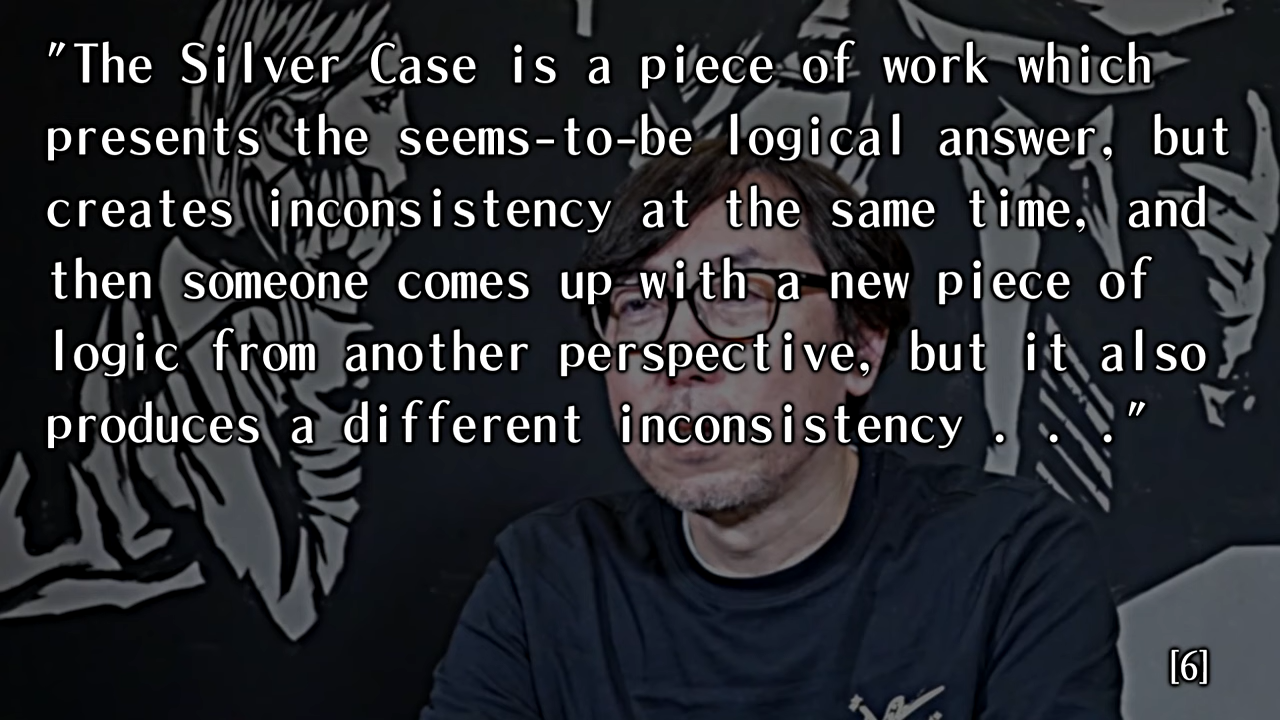 "The Silver Case is a piece of work which
presents the seems-to-be logical answer, but
creates inconsistency at the same time, and
then someone comes up with a new piece of
logic from another perspective, but it also
produces a different inconsistency . . ."
[6]